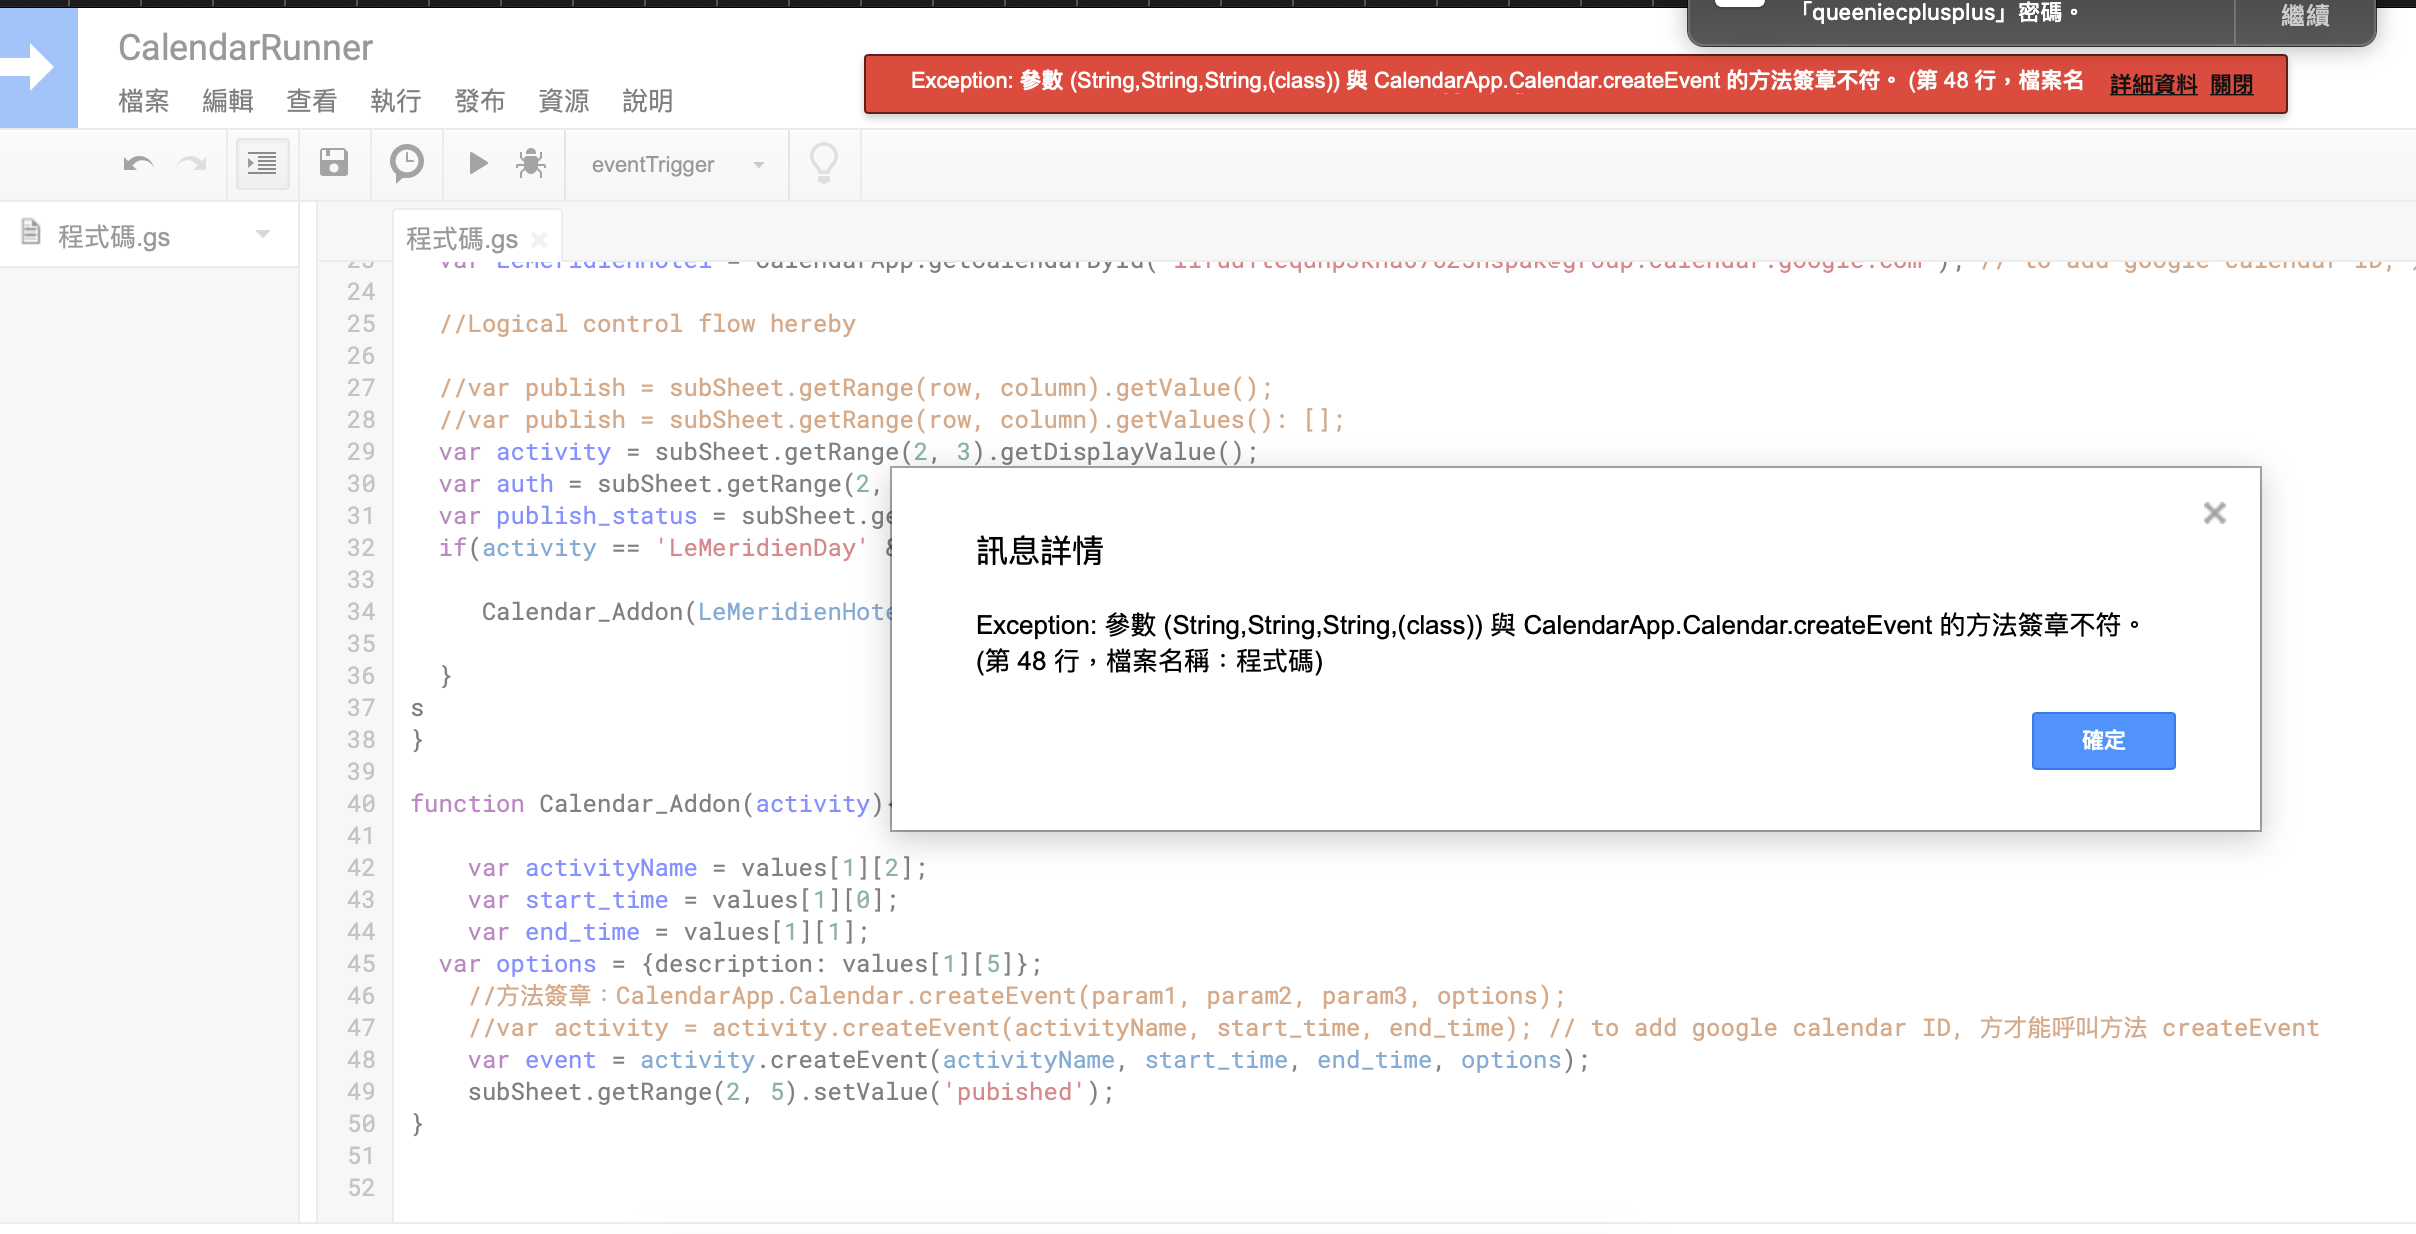 「queeniecplusplus」密碼。
繼續
CalendarRunner
Exception: 參數 (String,String,String,(class)) 與 CalendarApp.Calendar.createEvent 的方法簽章不符。 (第 48 行，檔案名
詳細資料 關閉
檔案 編輯 查看 執行 發布 資源 說明
eventTrigger
程式碼.gs
程式碼.gs
24
25 //Logical control flow hereby
26
27 //var publish = subSheet.getRange(row, column).getValue();
28 //var publish = subSheet.getRange(row, column).getValues(): [];
29 var activity = subSheet.getRange(2, 3).getDisplayValue();
30 var auth = subSheet.getRange(2,
31 var publish_status = subSheet.ge
32 if(activity == 'LeMeridienDay' &
33
34 Calendar_Addon(LeMeridienHote
35
36 }
37 s
38 }
39
40 function Calendar_Addon(activity){
41
42 var activityName = values[1][2];
43 var start_time = values[1][0];
44 var end_time = values[1][1];
45 var options = {description: values[1][5]};
46 //方法簽章：CalendarApp.Calendar.createEvent(param1, param2, param3, options);
47 //var activity = activity.createEvent(activityName, start_time, end_time); // to add google calendar ID, 方才能呼叫方法 createEvent
48 var event = activity.createEvent(activityName, start_time, end_time, options);
49 subSheet.getRange(2, 5).setValue('pubished');
50 }
51
52
訊息詳情
Exception: 參數 (String,String,String,(class)) 與 CalendarApp.Calendar.createEvent 的方法簽章不符。
(第 48 行，檔案名稱：程式碼)
確定